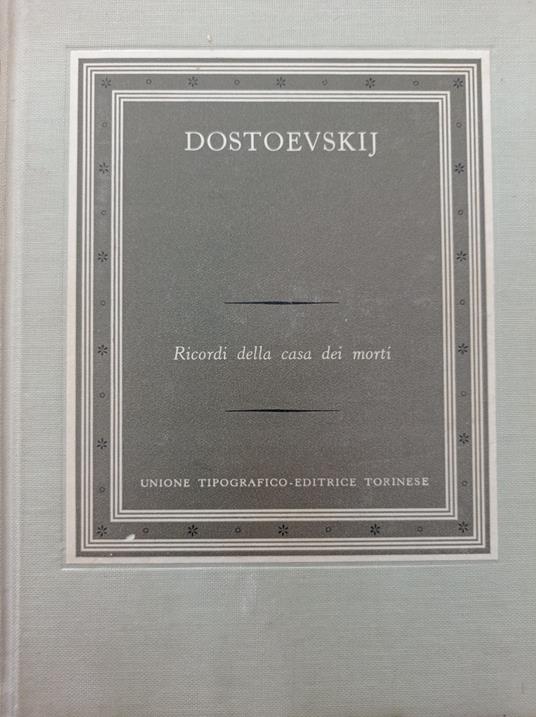 DOSTOEVSKIJ
Ricordi della casa dei morti
UNIONE TIPOGRAFICO-EDITRICE TORINESE